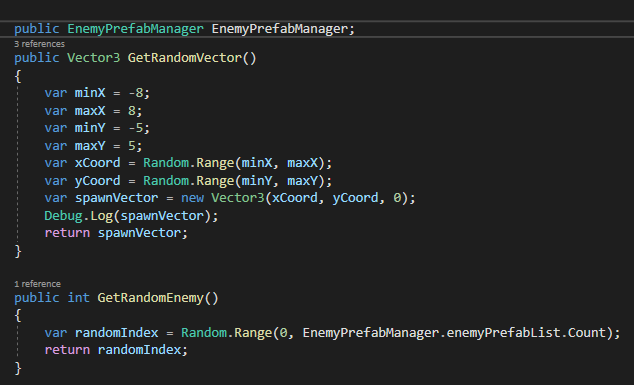 public EnemyPrefabManager EnemyPrefabManager;
3 references
public Vector3 GetRandomVector()
{
    var minX = -8;
    var maxX = 8;
    var minY = -5;
    var maxY = 5;
    var xCoord = Random.Range(minX, maxX);
    var yCoord = Random.Range(minY, maxY);
    var spawnVector = new Vector3(xCoord, yCoord, 0);
    Debug.Log(spawnVector);
    return spawnVector;
}
1 reference
public int GetRandomEnemy()
{
    var randomIndex = Random.Range(0, EnemyPrefabManager.enemyPrefabList.Count);
    return randomIndex;
}